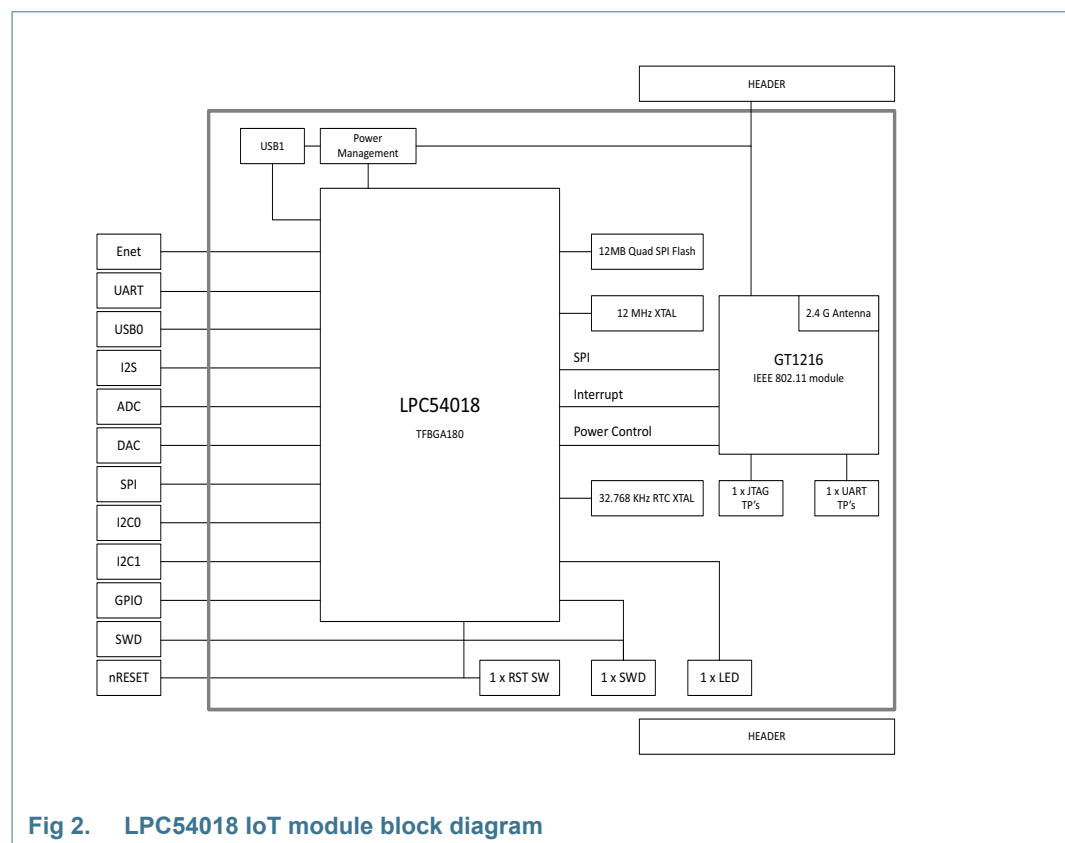 HEADER
USB1
Power
Management
Enet
UART
USB0
I2S
ADC
DAC
SPI
I2C0
I2C1
GPIO
SWD
nRESET
LPC54018
TFBGA180
12MB Quad SPI Flash
12 MHz XTAL
SPI
Interrupt
Power Control
32.768 KHz RTC XTAL
2.4 G Antenna
GT1216
IEEE 802.11 module
1 x JTAG
TP's
1 x UART
TP's
1 x RST SW
1 x SWD
1 x LED
HEADER
Fig 2. LPC54018 IoT module block diagram